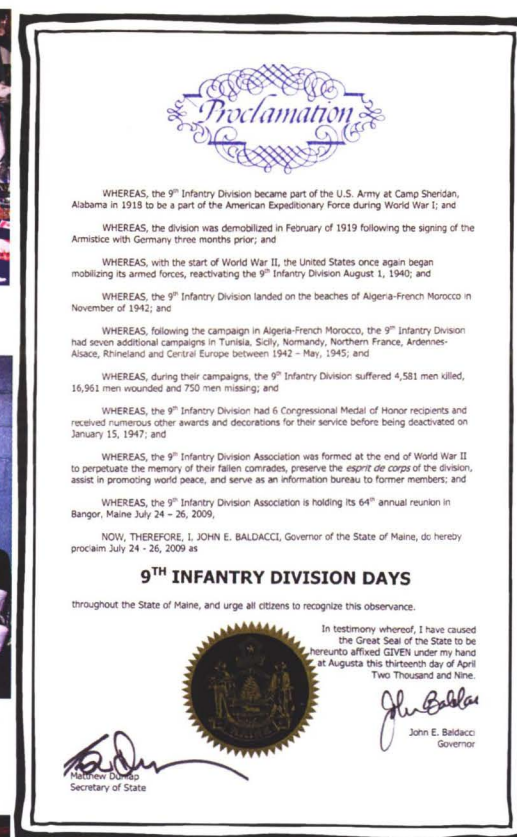 Proclamation
WHEREAS, the 9th Infantry Division became part of the U.S. Army at Camp Sheridan,
Alabama in 1918 to be a part of the American Expeditionary Force during World War I; and
WHEREAS, the division was demobilized in February of 1919 following the signing of the
Armistice with Germany three months prior; and
WHEREAS, with the start of World War II, the United States once again began
mobilizing its armed forces, reactivating the 9th Infantry Division August 1, 1940; and
WHEREAS, the 9th Infantry Division landed on the beaches of Algeria-French Morocco in
November of 1942; and
WHEREAS, following the campaign in Algeria-French Morocco, the 9th Infantry Division
had seven additional campaigns in Tunisia, Sicily, Normandy, Northern France, Ardennes-
Alsace, Rhineland and Central Europe between 1942 – May, 1945; and
WHEREAS, during their campaigns, the 9th Infantry Division suffered 4,581 men killed,
16,961 men wounded and 750 men missing; and
WHEREAS, the 9th Infantry Division had 6 Congressional Medal of Honor recipients and
received numerous other awards and decorations for their service before being deactivated on
January 15, 1947; and
WHEREAS, the 9th Infantry Division Association was formed at the end of World War II
to perpetuate the memory of their fallen comrades, preserve the esprit de corps of the division,
assist in promoting world peace, and serve as an information bureau to former members; and
WHEREAS, the 9th Infantry Division Association is holding its 64th annual reunion in
Bangor, Maine July 24 – 26, 2009,
NOW, THEREFORE, I, JOHN E. BALDACCI, Governor of the State of Maine, do hereby
proclaim July 24 - 26, 2009 as
9TH INFANTRY DIVISION DAYS
throughout the State of Maine, and urge all citizens to recognize this observance.
In testimony whereof, I have caused
the Great Seal of the State to be
hereunto affixed GIVEN under my hand
at Augusta this thirteenth day of April
Two Thousand and Nine.
John E. Baldacci
Governor
Matthew Dunlap
Secretary of State